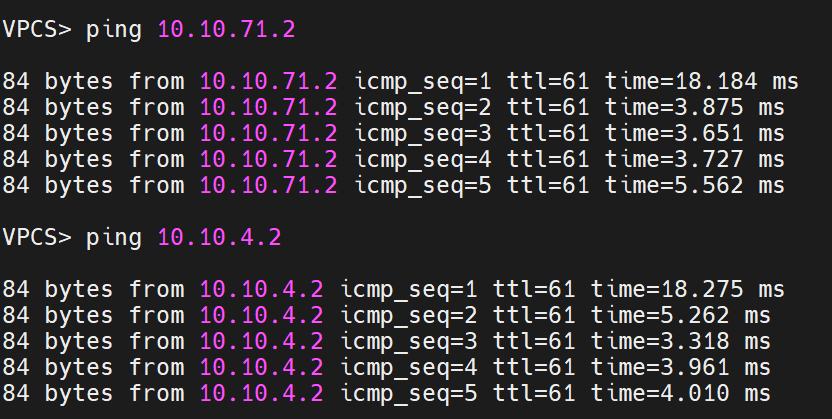 VPCS> ping 10.10.71.2
84 bytes from 10.10.71.2 icmp_seq=1 ttl=61 time=18.184 ms
84 bytes from 10.10.71.2 icmp_seq=2 ttl=61 time=3.875 ms
84 bytes from 10.10.71.2 icmp_seq=3 ttl=61 time=3.651 ms
84 bytes from 10.10.71.2 icmp_seq=4 ttl=61 time=3.727 ms
84 bytes from 10.10.71.2 icmp_seq=5 ttl=61 time=5.562 ms
VPCS> ping 10.10.4.2
84 bytes from 10.10.4.2 icmp_seq=1 ttl=61 time=18.275 ms
84 bytes from 10.10.4.2 icmp_seq=2 ttl=61 time=5.262 ms
84 bytes from 10.10.4.2 icmp_seq=3 ttl=61 time=3.318 ms
84 bytes from 10.10.4.2 icmp_seq=4 ttl=61 time=3.961 ms
84 bytes from 10.10.4.2 icmp_seq=5 ttl=61 time=4.010 ms